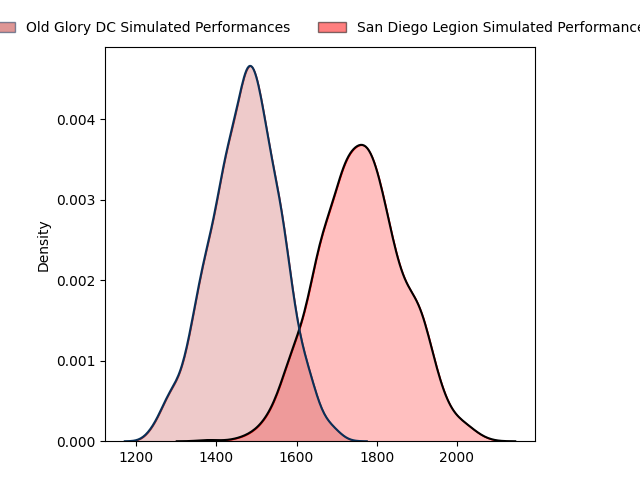 Old Glory DC Simulated Performances San Diego Legion Simulated Performance
Density
0.004
0.003
0.002
0.001
0.000
1200 1400 1600 1800 2000